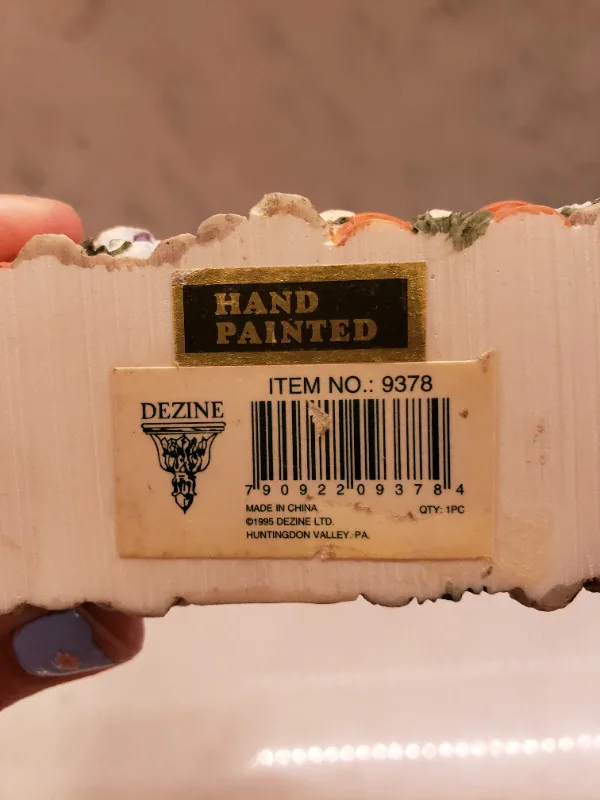 HAND
PAINTED
ITEM NO.: 9378
DEZINE
7 90922 09378 4
MADE IN CHINA
QTY: 1PC
©1995 DEZINE LTD.
HUNTINGDON VALLEY, PA.